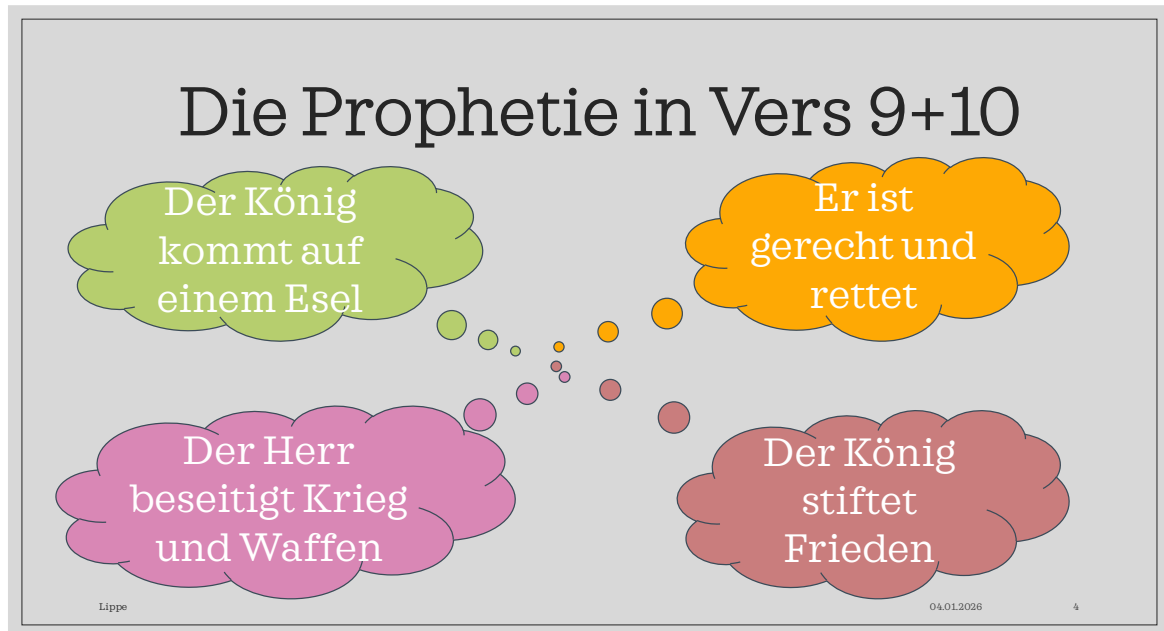 Die Prophetie in Vers 9+10
Der König
kommt auf
einem Esel
Er ist
gerecht und
rettet
Der Herr
beseitigt Krieg
und Waffen
Der König
stiftet
Frieden
Lippe
04.01.2026
4